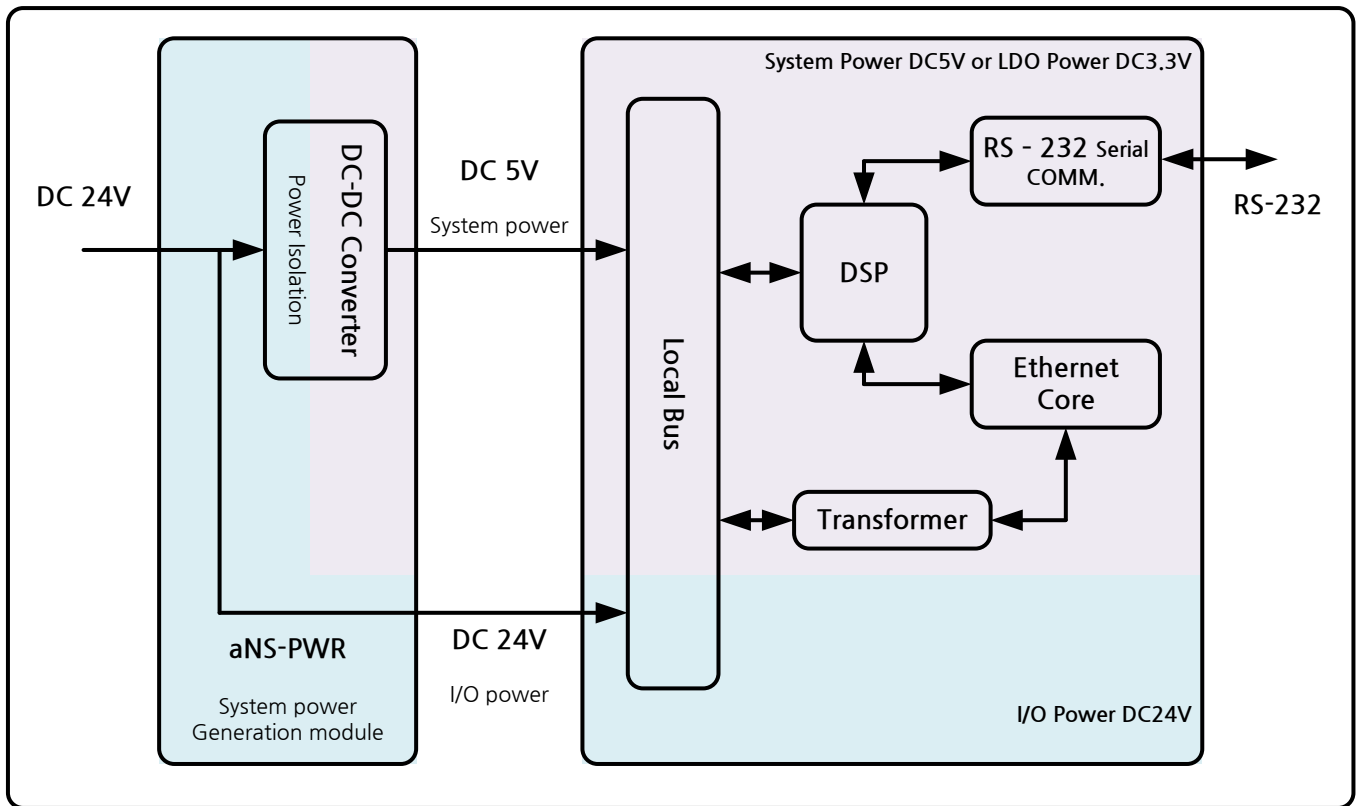 DC 24V
DC-DC Converter
Power Isolation
aNS-PWR
System power
Generation module
DC 5V
System power
DC 24V
I/O power
System Power DC5V or LDO Power DC3.3V
Local Bus
DSP
RS - 232 Serial
COMM.
RS-232
Ethernet
Core
Transformer
I/O Power DC24V